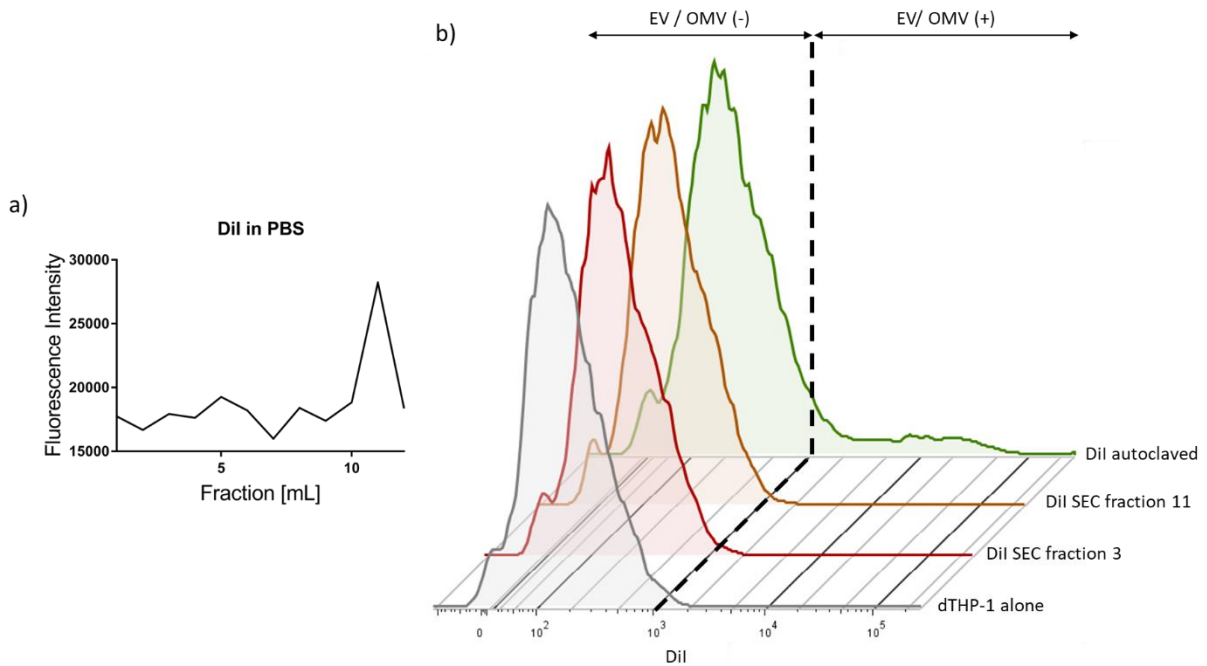 a)
DiI in PBS
Fluorescence Intensity
30000
25000
20000
15000
5
10
Fraction [mL]
b)
EV / OMV (-)
EV/ OMV (+)
DiI autoclaved
DiI SEC fraction 11
DiI SEC fraction 3
dTHP-1 alone
0
10²
10³
10⁴
10⁵
DiI